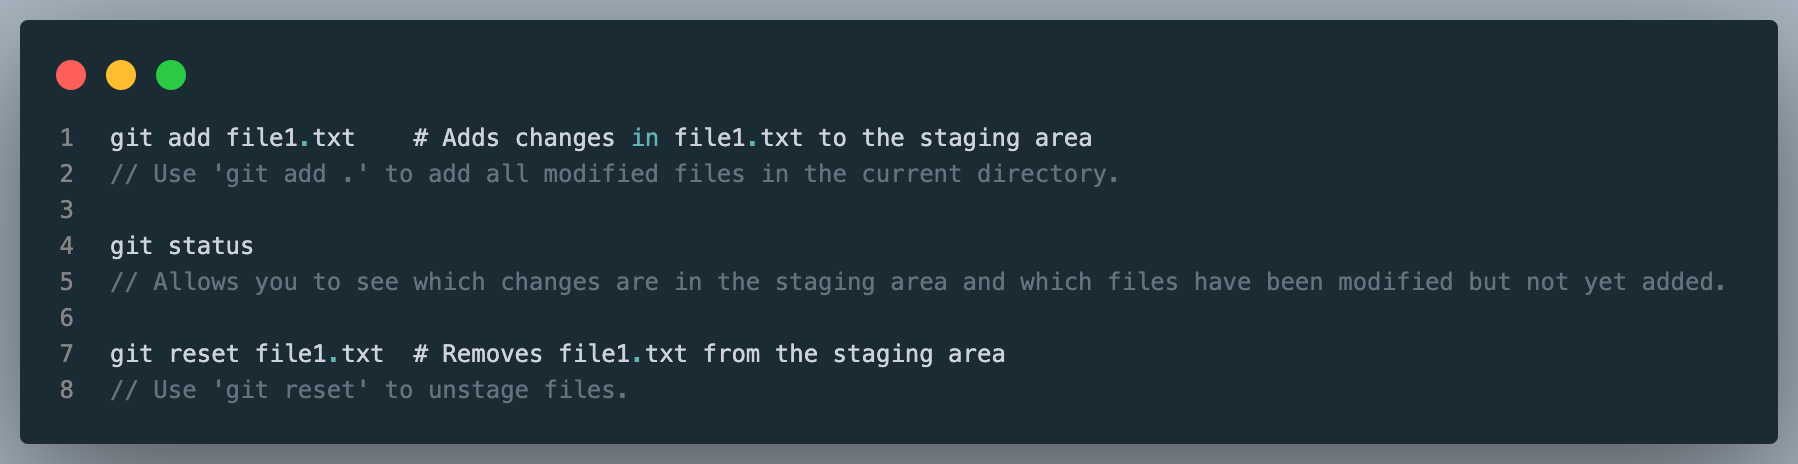 1 git add file1.txt    # Adds changes in file1.txt to the staging area
2 // Use 'git add .' to add all modified files in the current directory.
3
4 git status
5 // Allows you to see which changes are in the staging area and which files have been modified but not yet added.
6
7 git reset file1.txt  # Removes file1.txt from the staging area
8 // Use 'git reset' to unstage files.